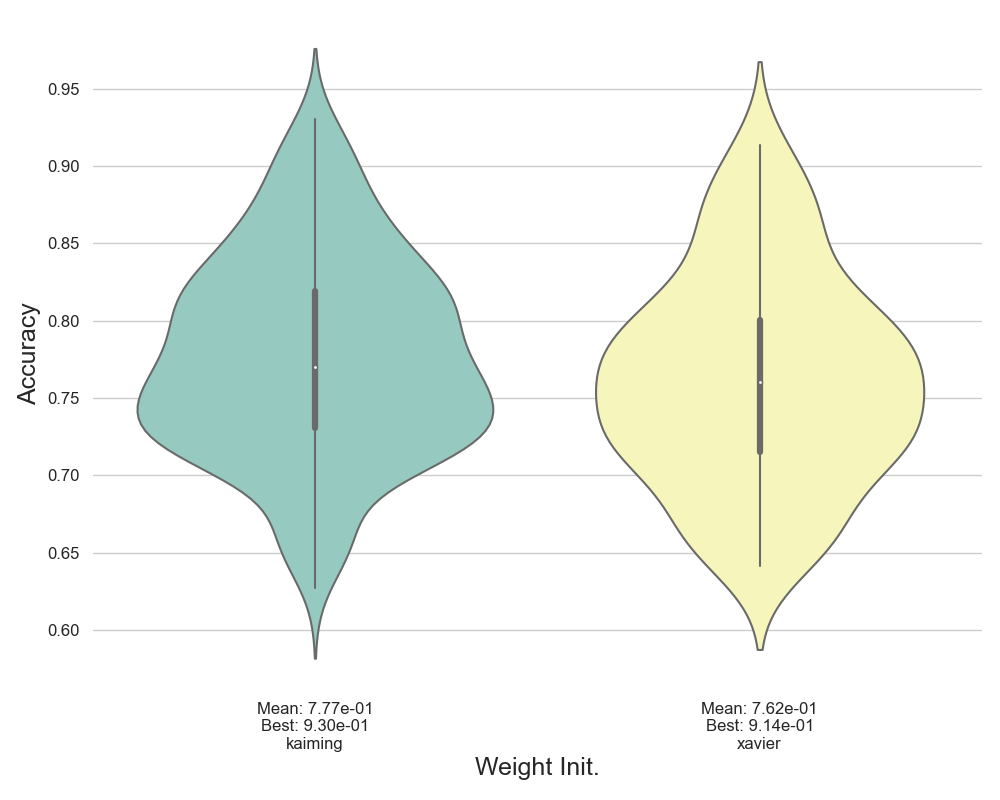 0.95
0.90
0.85
0.80
0.75
0.70
0.65
0.60
Accuracy
Mean: 7.77e-01
Best: 9.30e-01
kaiming
Mean: 7.62e-01
Best: 9.14e-01
xavier
Weight Init.